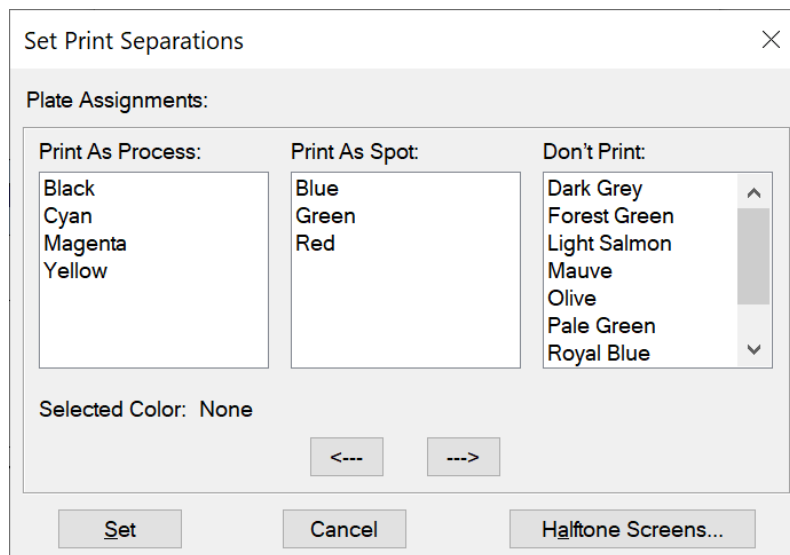 Set Print Separations
Plate Assignments:
Print As Process:
Black
Cyan
Magenta
Yellow
Print As Spot:
Blue
Green
Red
Don't Print:
Dark Grey
Forest Green
Light Salmon
Mauve
Olive
Pale Green
Royal Blue
Selected Color: None
<--- --->
Set Cancel Halftone Screens...